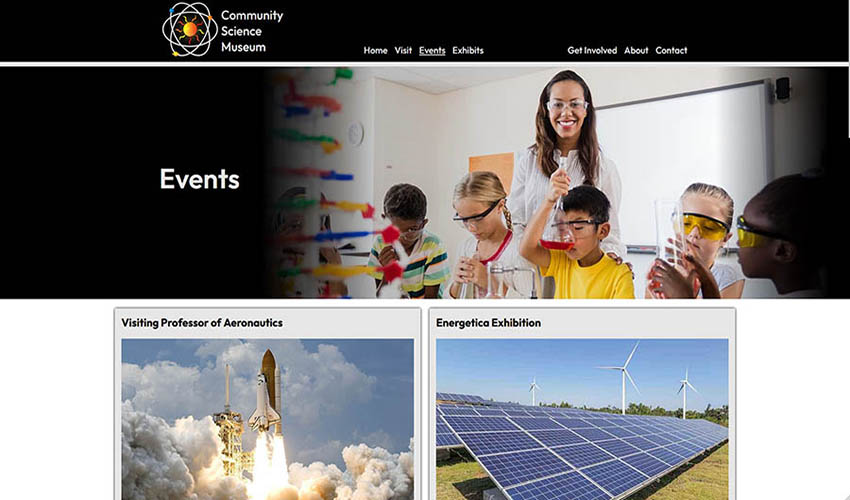 Community
Science
Museum
Home Visit Events Exhibits Get Involved About Contact
Events
Visiting Professor of Aeronautics
Energetica Exhibition